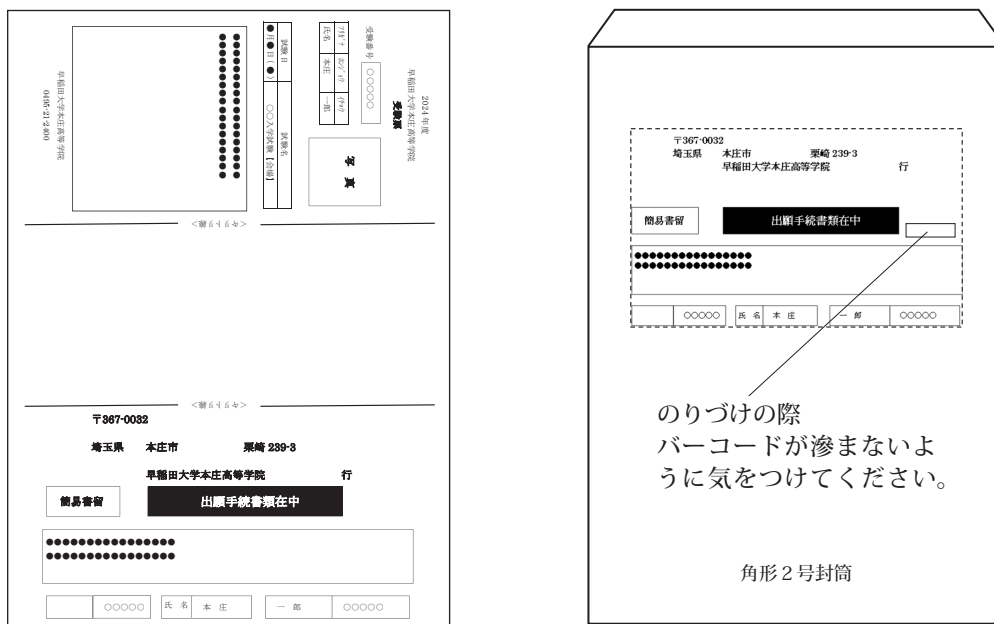 2024年度
早稲田大学本庄高等学院
受験票
受験番号
○○○○○
フリガナ ホンジョウ イチロウ
氏名 本庄 一郎
写真
試験日 試験名
●月●日(●) ○○入学試験【会場】
●●●●●●●●●●●●●●●●
●●●●●●●●●●●●●●●●
早稲田大学本庄高等学院
0495-21-2400
<キリトリ線>
<キリトリ線>
〒367-0032
埼玉県 本庄市 栗崎 239-3
早稲田大学本庄高等学院 行
簡易書留 出願手続書類在中
●●●●●●●●●●●●●●●●
●●●●●●●●●●●●●●●●
○○○○○ 氏 名 本 庄 一 郎 ○○○○○
〒367-0032
埼玉県 本庄市 栗崎 239-3
早稲田大学本庄高等学院 行
簡易書留 出願手続書類在中
●●●●●●●●●●●●●●●●
●●●●●●●●●●●●●●●●
○○○○○ 氏 名 本 庄 一 郎 ○○○○○
のりづけの際
バーコードが滲まないよ
うに気をつけてください。
角形2号封筒